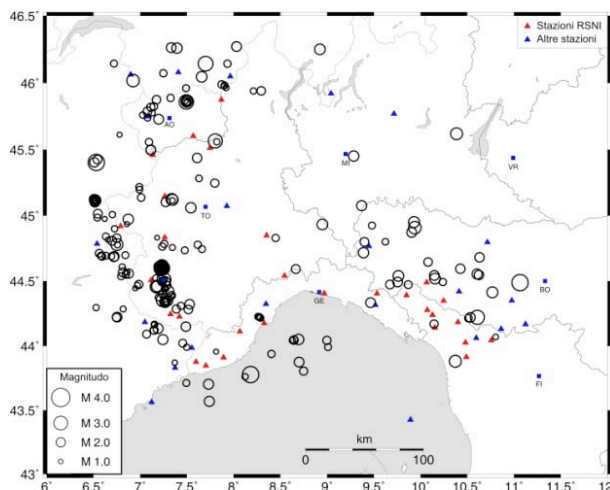 46.5˚
46˚
45.5˚
45˚
44.5˚
44˚
43.5˚
43˚
Stazioni RSNI
Altre stazioni
AO
MI
VR
TO
GE
BO
FI
Magnitudo
M 4.0
M 3.0
M 2.0
M 1.0
km
0 100
6˚ 6.5˚ 7˚ 7.5˚ 8˚ 8.5˚ 9˚ 9.5˚ 10˚ 10.5˚ 11˚ 11.5˚ 12˚